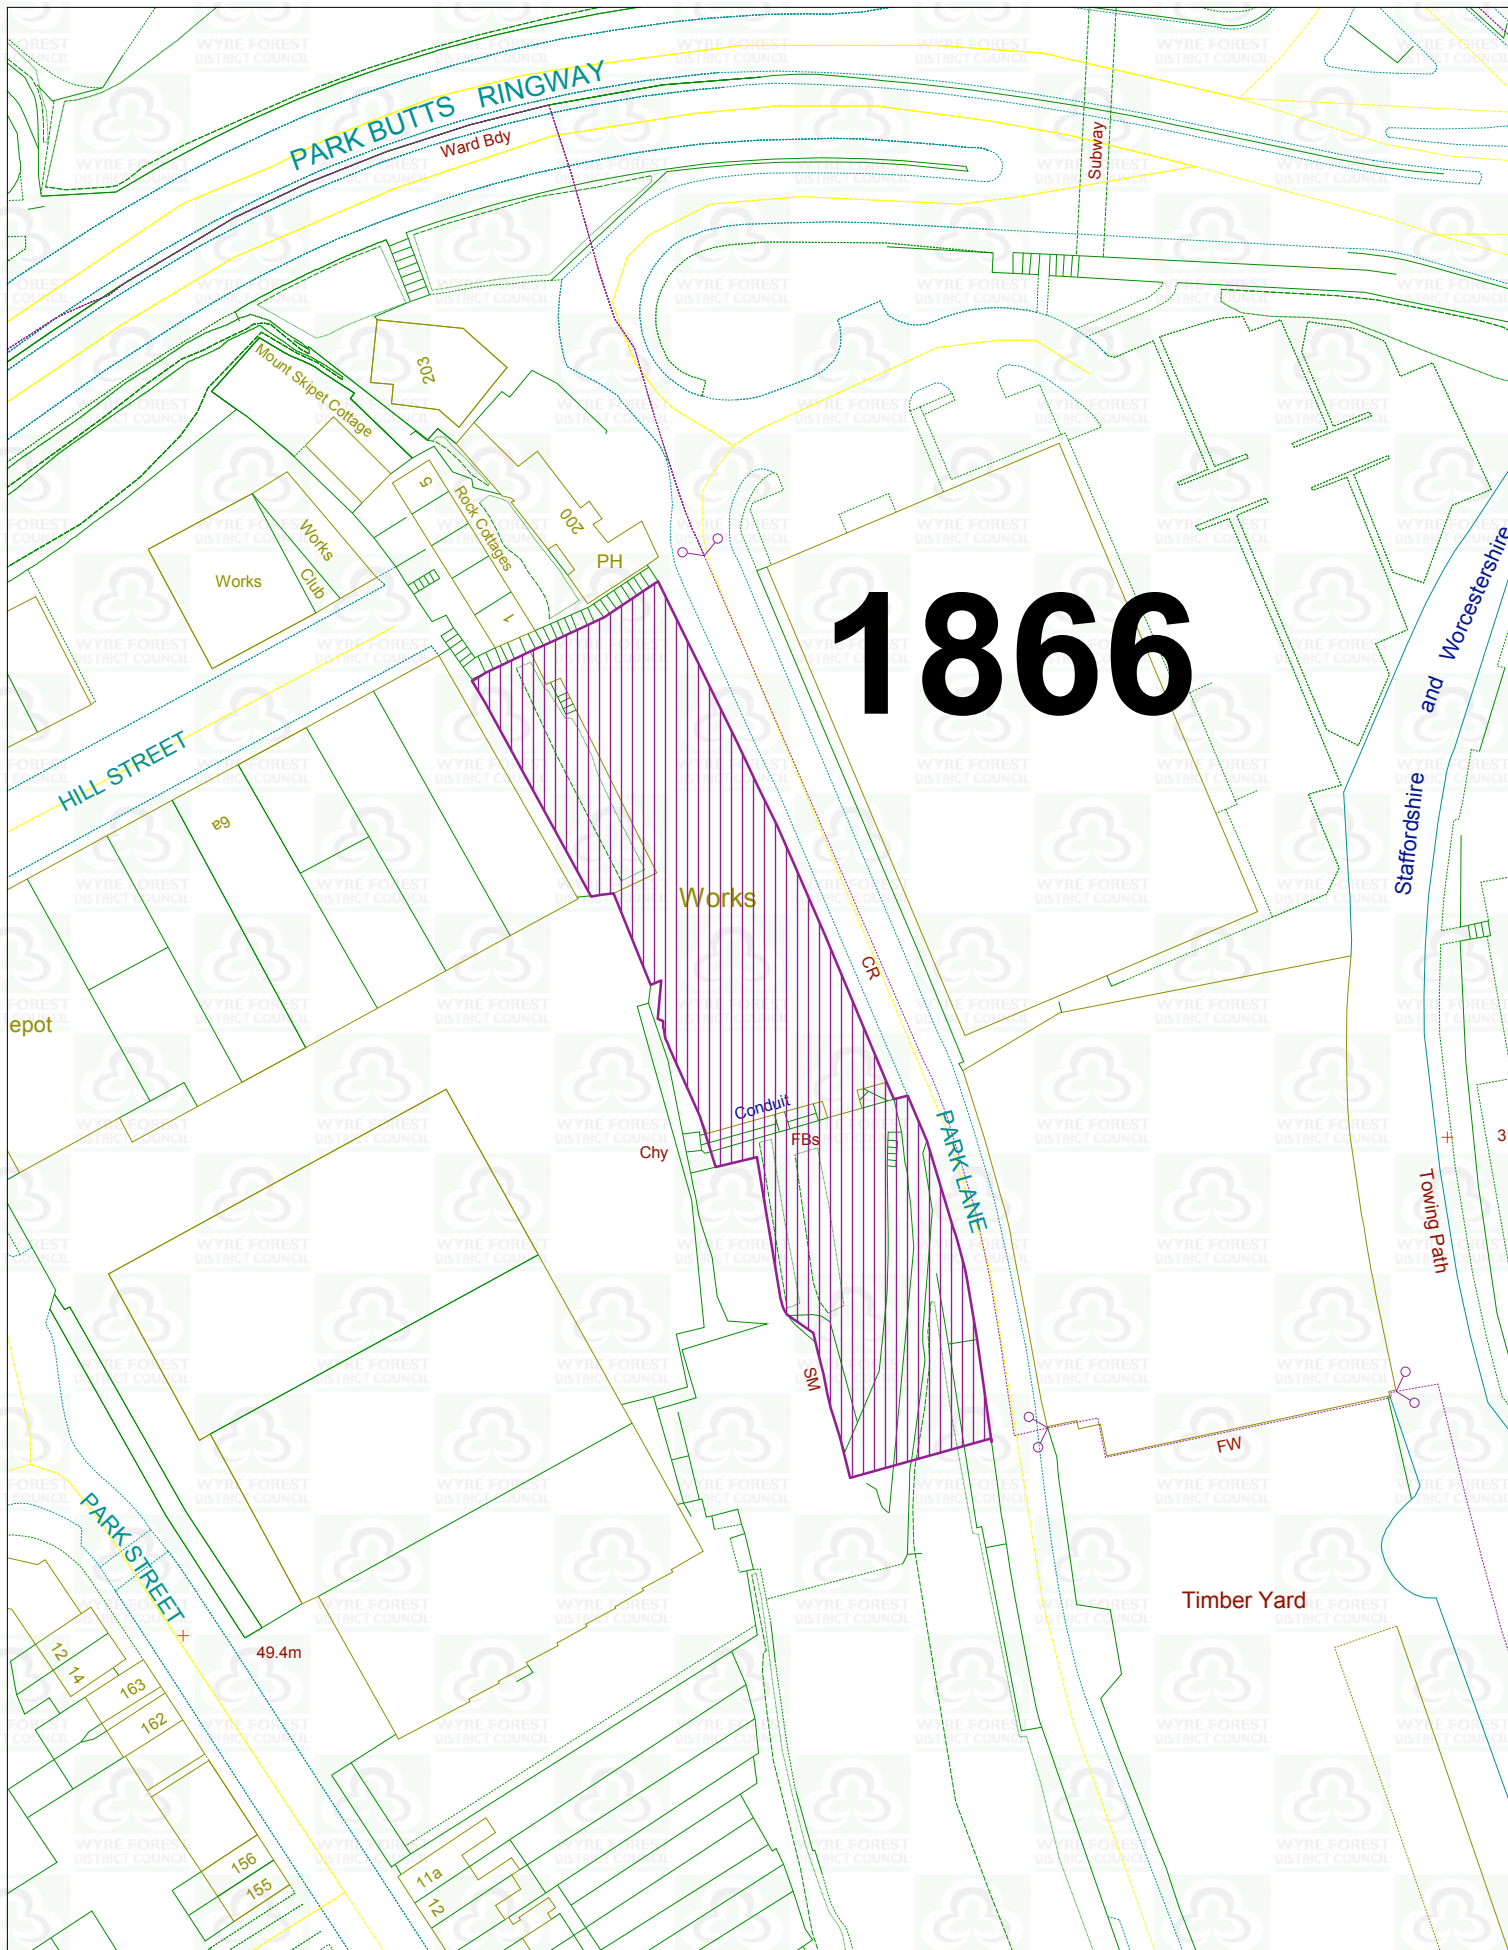 PARK BUTTS RINGWAY
Ward Bdy
Subway
203
Mount Skipet Cottage
5
Rock Cottages
200
PH
Works
Works
Club
1
1866
Staffordshire and Worcestershire
HILL STREET
6a
Works
CR
epot
Conduit
FBs
Chy
PARK LANE
3
Towing Path
SM
FW
PARK STREET
Timber Yard
49.4m
12
14
163
162
156
155
11a
12
WYRE FOREST
DISTRICT COUNCIL